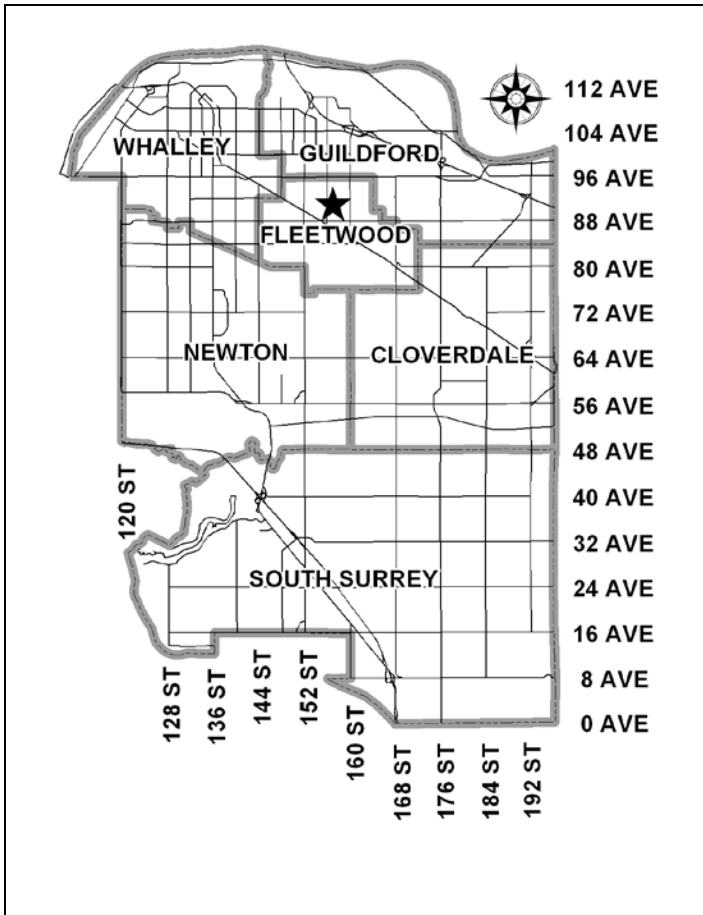 112 AVE
104 AVE
WHALLEY
GUILDFORD
96 AVE
88 AVE
FLEETWOOD
80 AVE
72 AVE
NEWTON
CLOVERDALE
64 AVE
56 AVE
48 AVE
120 ST
40 AVE
32 AVE
SOUTH SURREY
24 AVE
16 AVE
8 AVE
0 AVE
128 ST
136 ST
144 ST
152 ST
160 ST
168 ST
176 ST
184 ST
192 ST